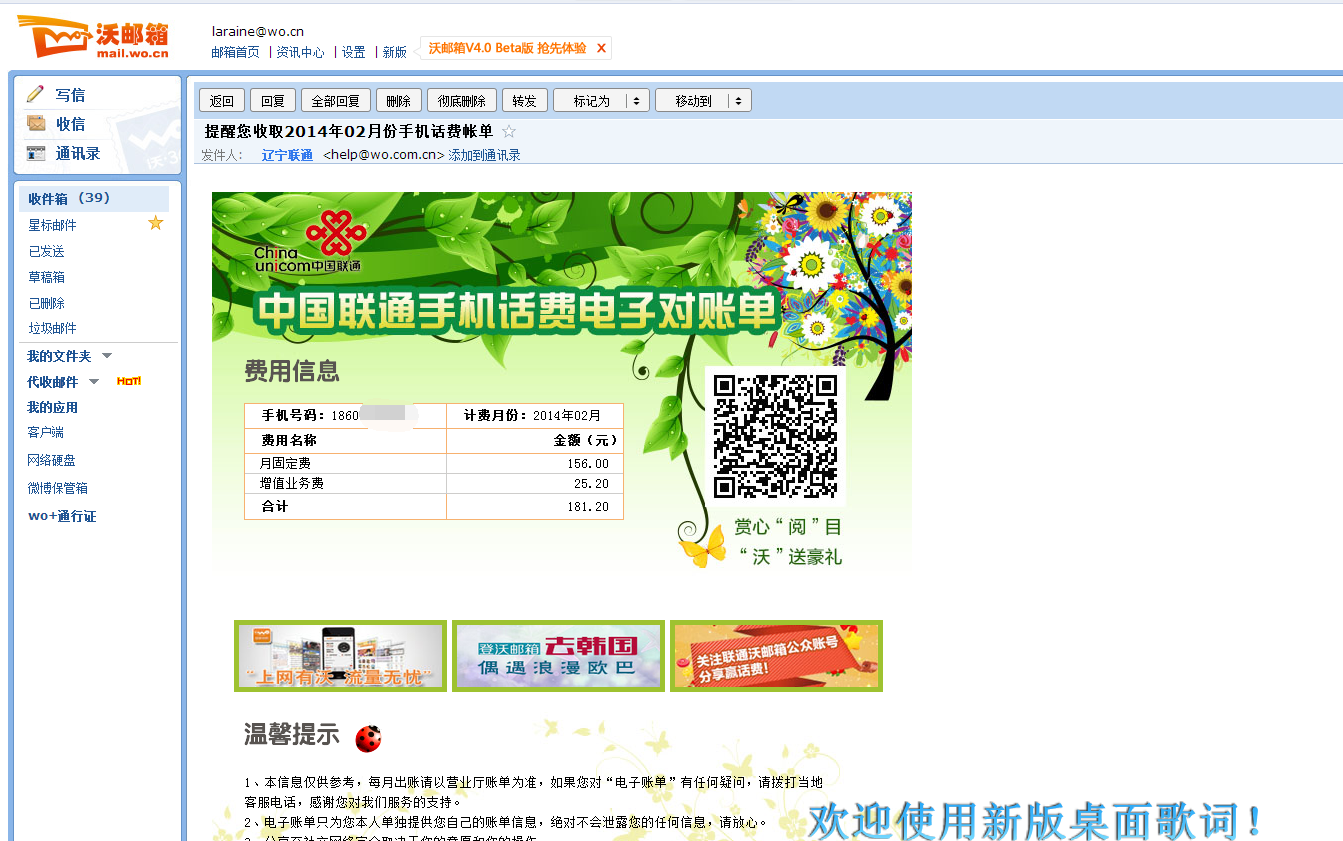 沃邮箱
mail.wo.cn
laraine@wo.cn
邮箱首页 | 资讯中心 | 设置 | 新版
沃邮箱V4.0 Beta版 抢先体验 x
写信
收信
通讯录
收件箱 (39)
星标邮件
已发送
草稿箱
已删除
垃圾邮件
我的文件夹
代收邮件 HOT!
我的应用
客户端
网络硬盘
微博保管箱
wo+通行证
返回 回复 全部回复 删除 彻底删除 转发 标记为 移动到
提醒您收取2014年02月份手机话费帐单
发件人： 辽宁联通 <help@wo.com.cn> 添加到通讯录
China
unicom中国联通
中国联通手机话费电子对账单
费用信息
手机号码：1860 计费月份：2014年02月
费用名称 金额（元）
月固定费 156.00
增值业务费 25.20
合计 181.20
赏心“阅”目
“沃”送豪礼
“上网有沃 流量无忧”
登沃邮箱 去韩国
偶遇浪漫欧巴
关注联通沃邮箱公众账号
分享赢话费!
温馨提示
1、本信息仅供参考，每月出账请以营业厅账单为准，如果您对“电子账单”有任何疑问，请拨打当地
客服电话，感谢您对我们服务的支持。
2、电子账单只为您本人单独提供您自己的账单信息，绝对不会泄露您的任何信息，请放心。
欢迎使用新版桌面歌词！